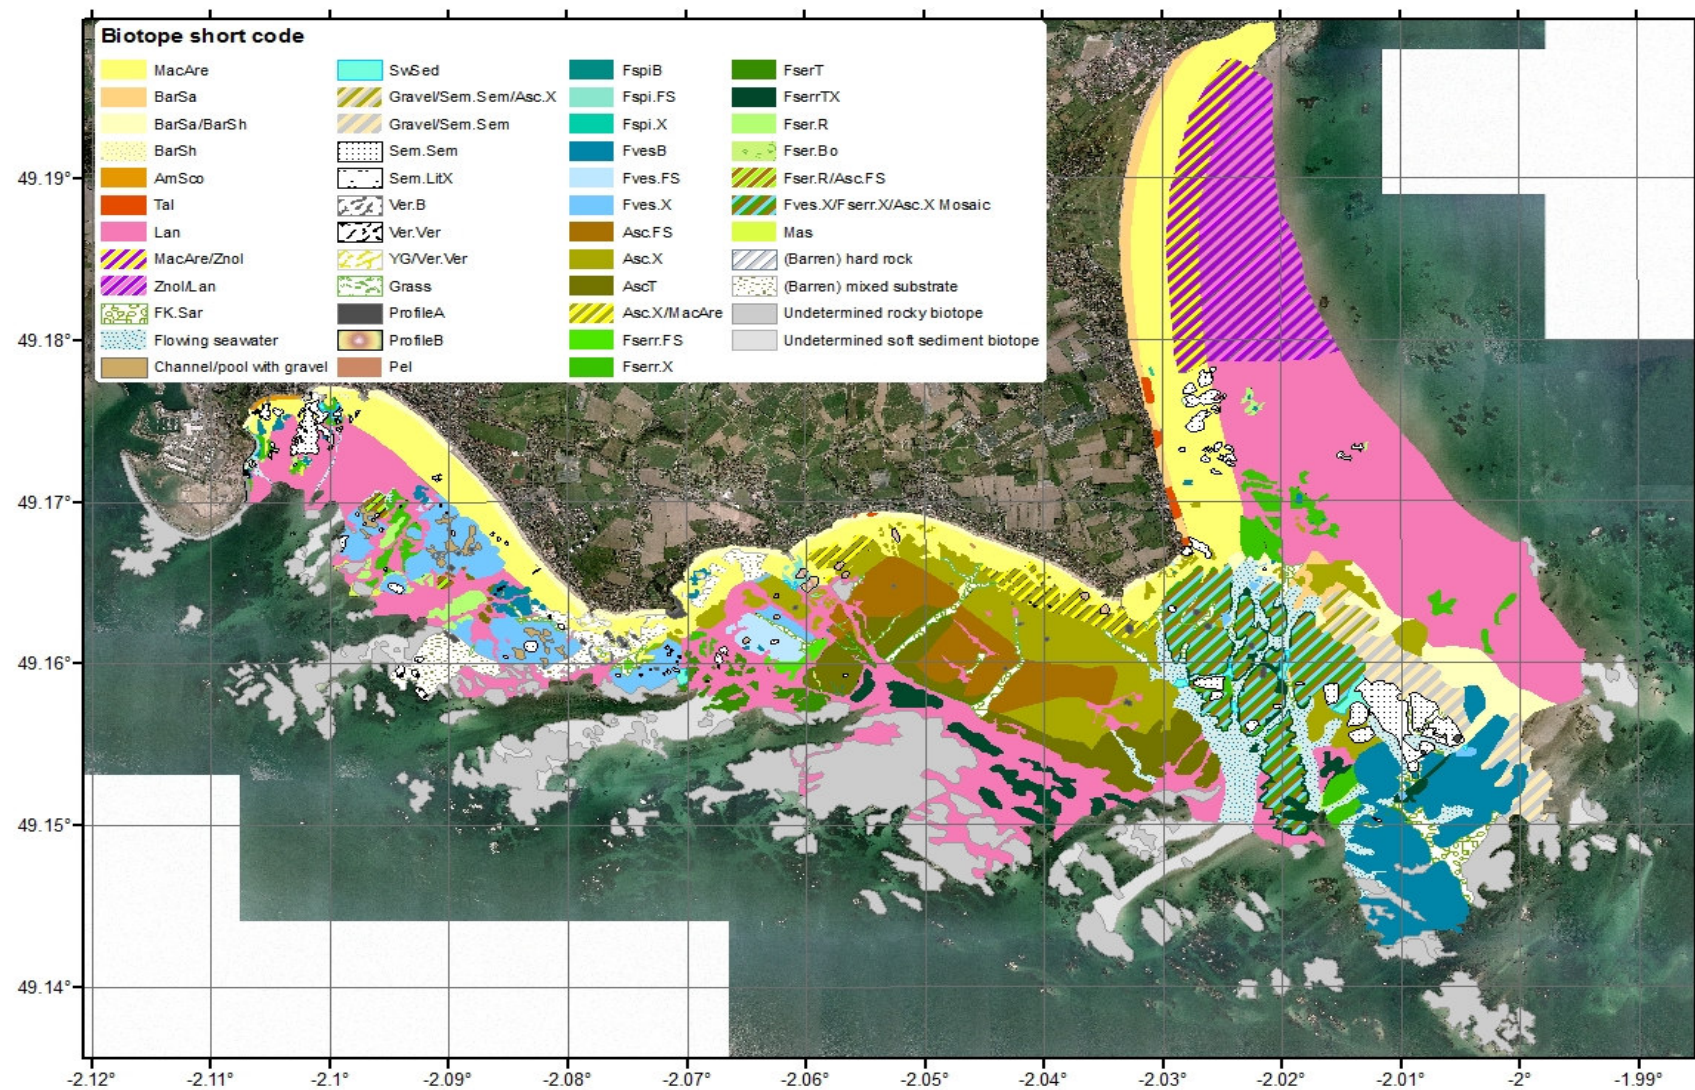 Biotope short code
MacAre
BarSa
BarSa/BarSh
BarSh
AmSco
Tal
Lan
MacAre/Znol
Znol/Lan
FK.Sar
Flowing seawater
Channel/pool with gravel
SwSed
Gravel/Sem.Sem/Asc.X
Gravel/Sem.Sem
Sem.Sem
Sem.LitX
Ver.B
Ver.Ver
YG/Ver.Ver
Grass
ProfileA
ProfileB
Pel
FspiB
Fspi.FS
Fspi.X
FvesB
Fves.FS
Fves.X
Asc.FS
Asc.X
AscT
Asc.X/MacAre
Fserr.FS
Fserr.X
FserT
FserrTX
Fser.R
Fser.Bo
Fser.R/Asc.FS
Fves.X/Fserr.X/Asc.X Mosaic
Mas
(Barren) hard rock
(Barren) mixed substrate
Undetermined rocky biotope
Undetermined soft sediment biotope
49.19°
49.18°
49.17°
49.16°
49.15°
49.14°
-2.12° -2.11° -2.1° -2.09° -2.08° -2.07° -2.06° -2.05° -2.04° -2.03° -2.02° -2.01° -2° -1.99°